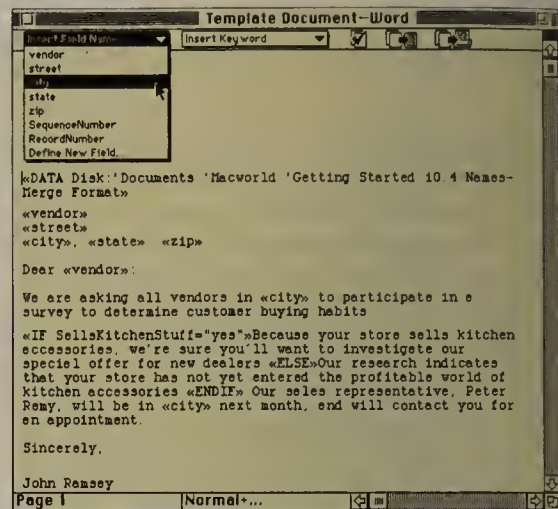 Template Document-Word
Insert Field Name
Insert Keyword
vendor
street
city
state
zip
SequenceNumber
RecordNumber
Define New Field...
«DATA Disk:'Documents 'Macworld 'Getting Started 10.4 Names-
Merge Format»
«vendor»
«street»
«city», «state» «zip»
Dear «vendor»:
We are asking all vendors in «city» to participate in a
survey to determine customer buying habits
«IF SellsKitchenStuff="yes"»Because your store sells kitchen
accessories, we're sure you'll want to investigate our
special offer for new dealers «ELSE»Our research indicates
that your store has not yet entered the profitable world of
kitchen accessories «ENDIF» Our sales representative, Peter
Remy, will be in «city» next month, and will contact you for
an appointment.
Sincerely,
John Ramsey
Page 1
Normal+...